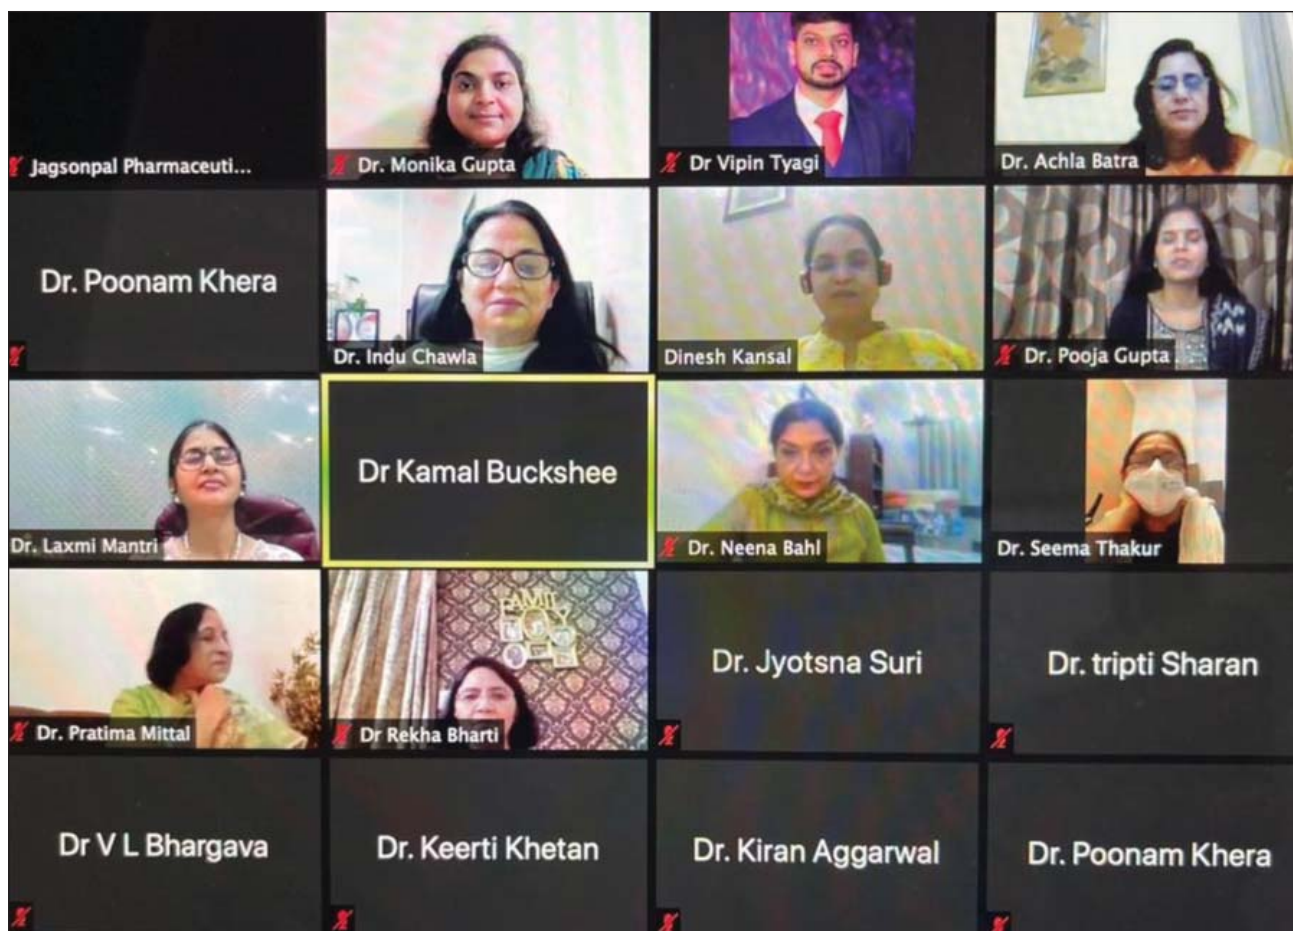 Jagsonpal Pharmaceuti...
Dr. Monika Gupta
Dr Vipin Tyagi
Dr. Achla Batra
Dr. Poonam Khera
Dr. Indu Chawla
Dinesh Kansal
Dr. Pooja Gupta
Dr. Laxmi Mantri
Dr Kamal Buckshee
Dr. Neena Bahl
Dr. Seema Thakur
Dr. Pratima Mittal
FAMILY
Dr Rekha Bharti
Dr. Jyotsna Suri
Dr. tripti Sharan
Dr V L Bhargava
Dr. Keerti Khetan
Dr. Kiran Aggarwal
Dr. Poonam Khera